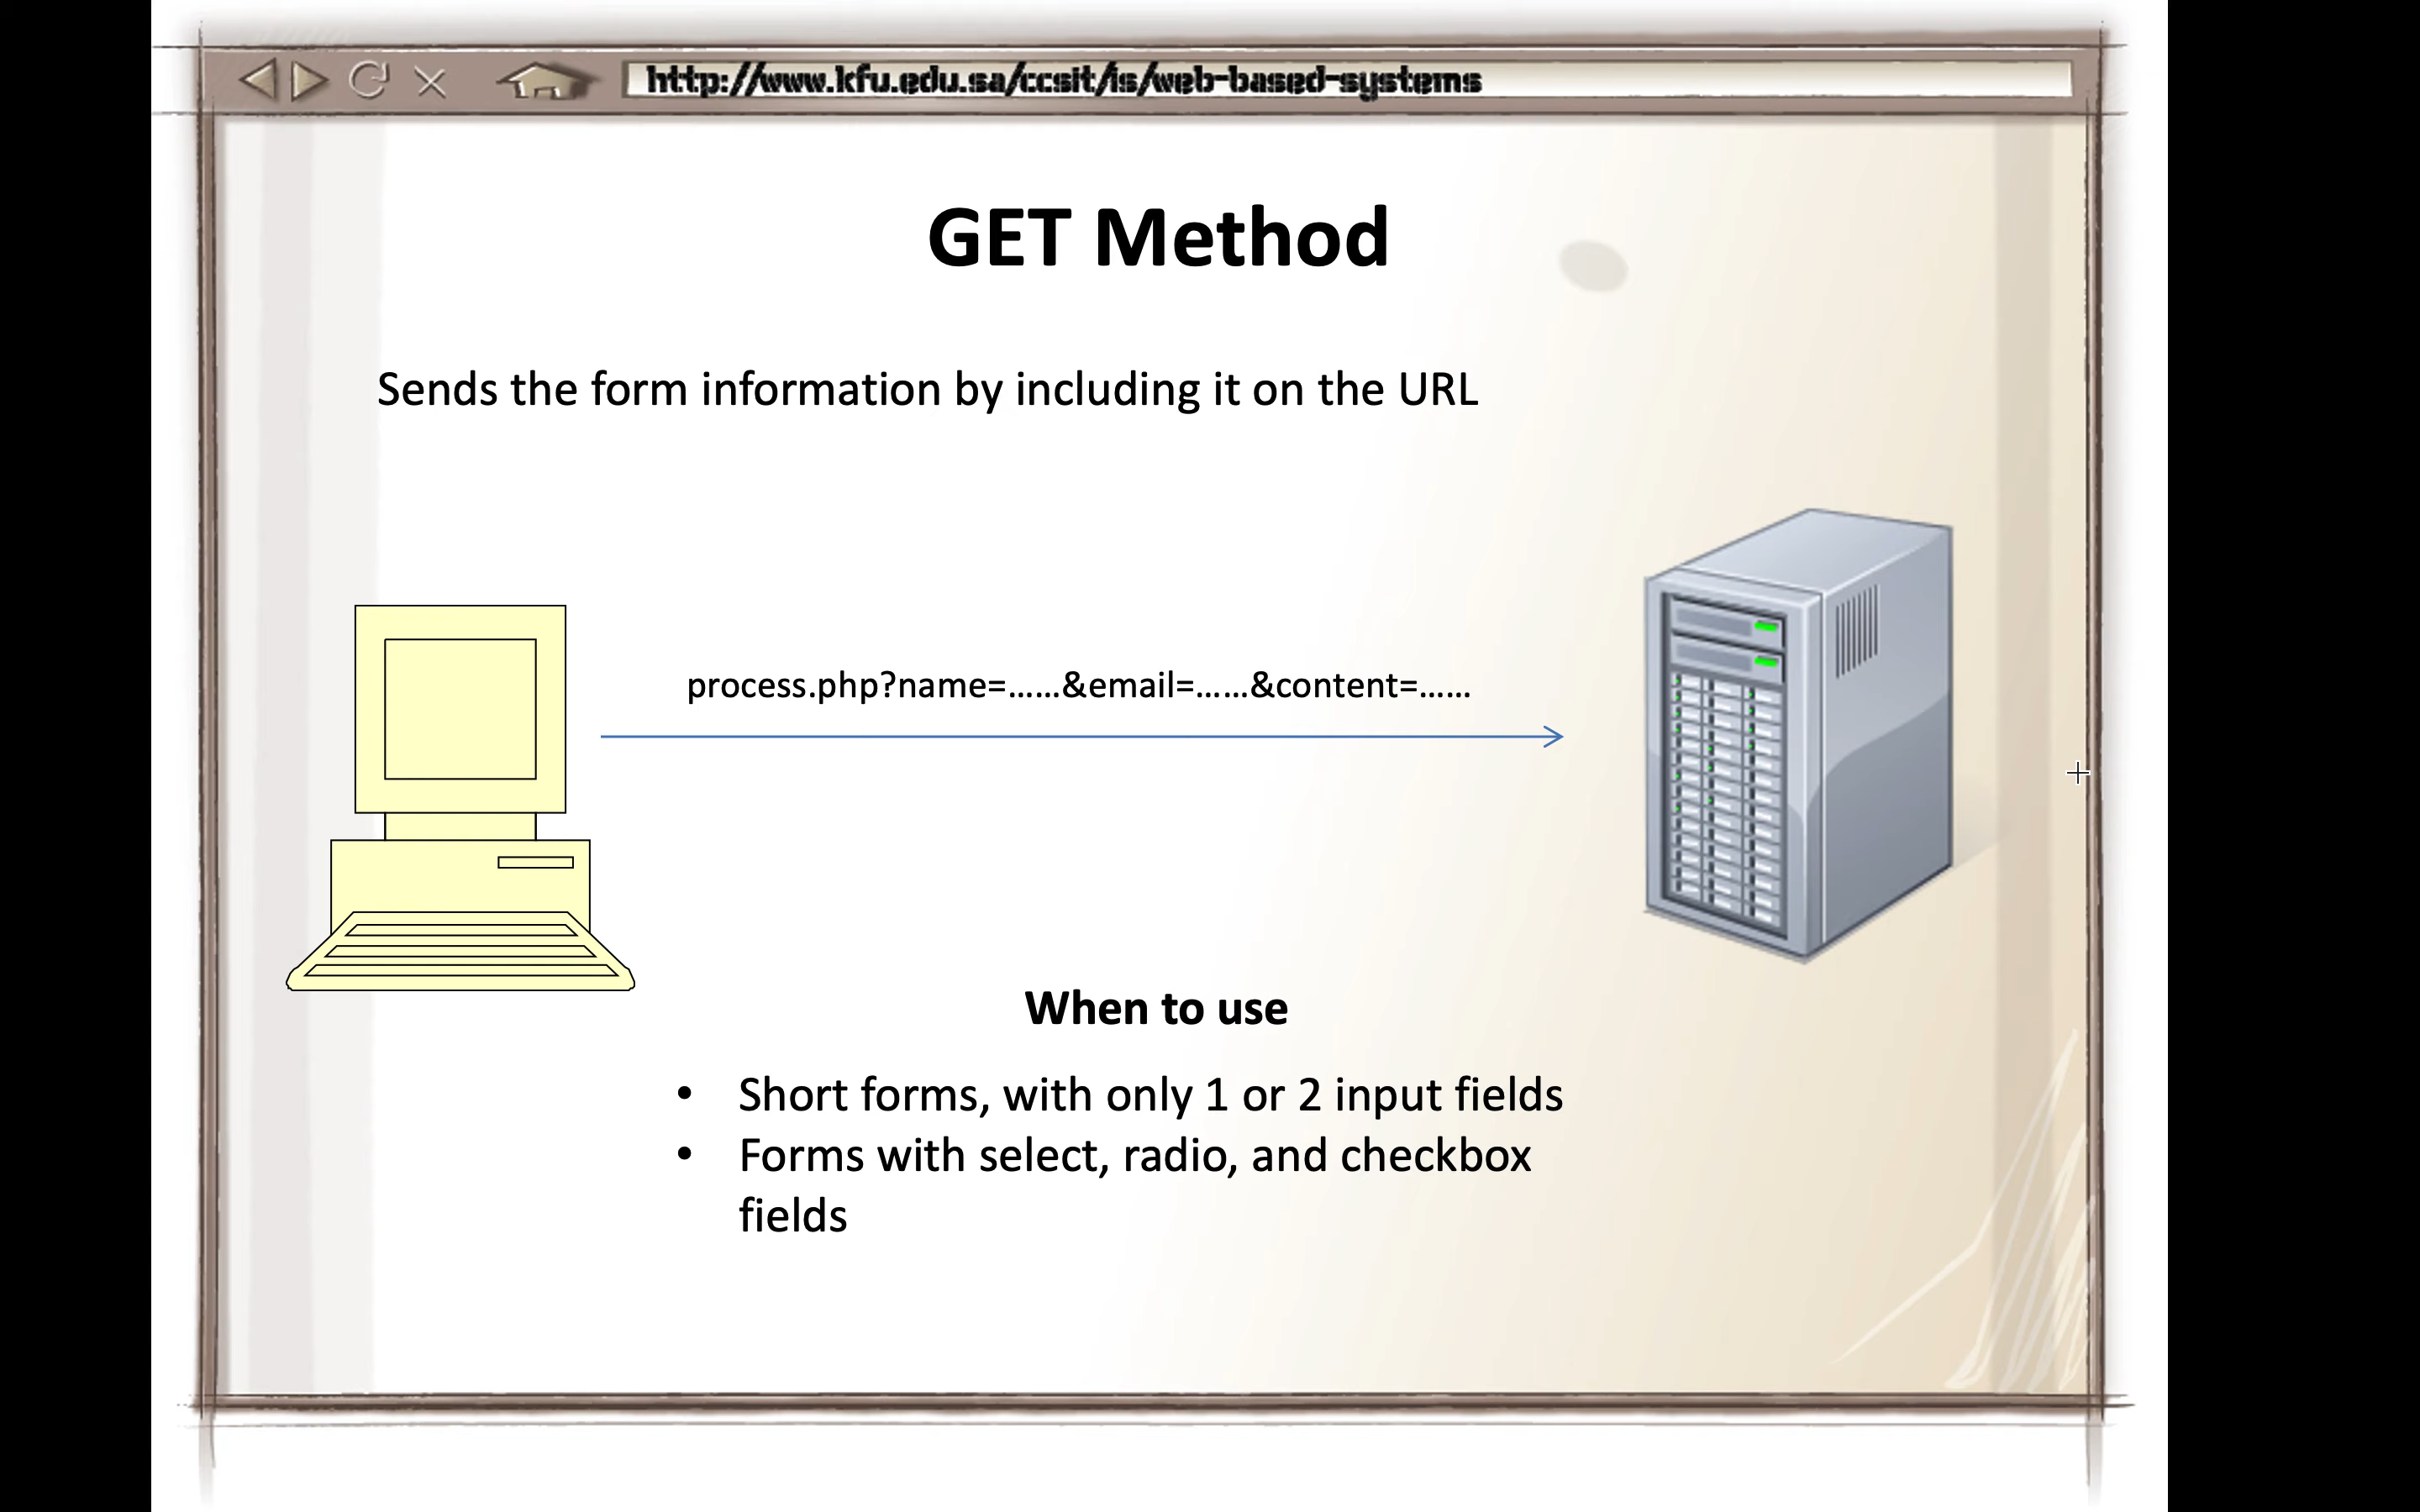 http://www.kfu.edu.sa/ccsit/is/web-based-systems
GET Method
Sends the form information by including it on the URL
process.php?name=......&email=......&content=......
When to use
• Short forms, with only 1 or 2 input fields
• Forms with select, radio, and checkbox
fields